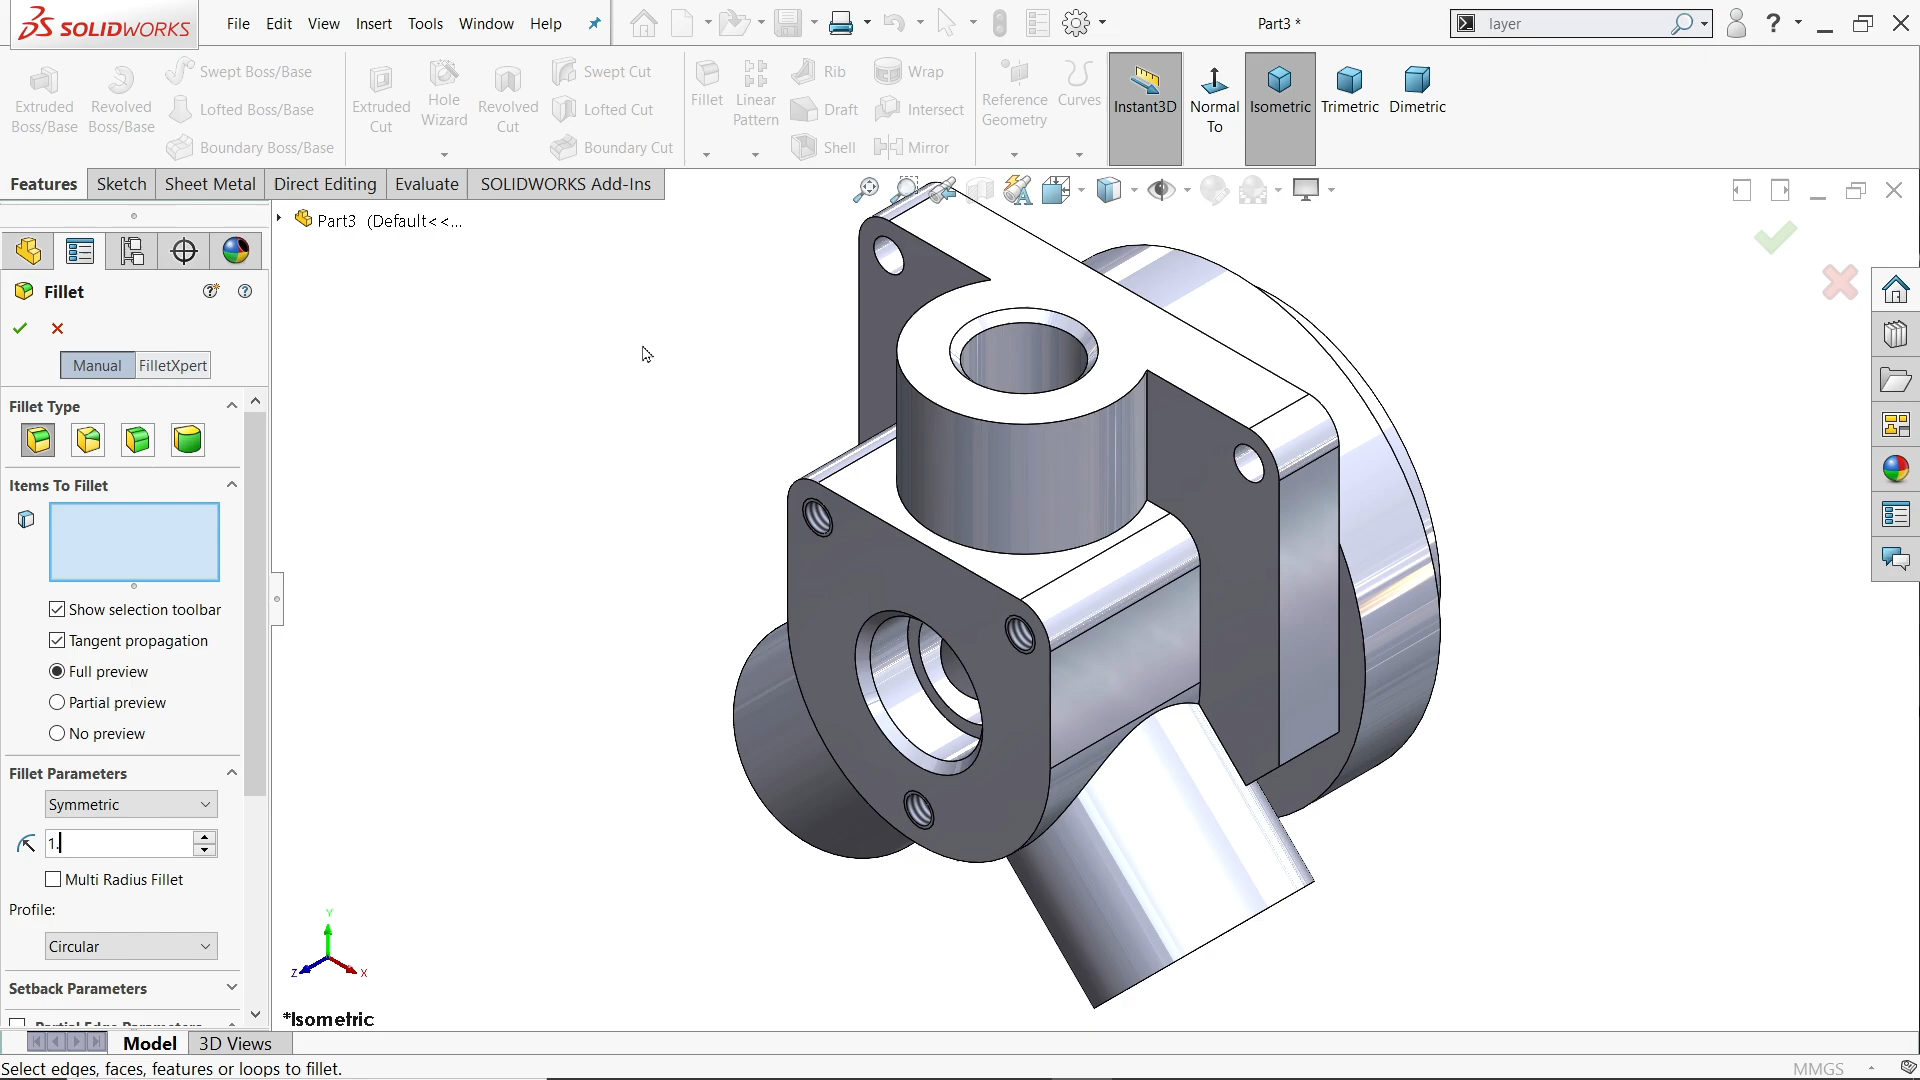 SOLIDWORKS
File Edit View Insert Tools Window Help
Part3 *
layer
Extruded Boss/Base
Revolved Boss/Base
Swept Boss/Base
Lofted Boss/Base
Boundary Boss/Base
Extruded Cut
Hole Wizard
Revolved Cut
Swept Cut
Lofted Cut
Boundary Cut
Fillet
Linear Pattern
Rib
Draft
Shell
Wrap
Intersect
Mirror
Reference Geometry
Curves
Instant3D
Normal To
Isometric
Trimetric
Dimetric
Features Sketch Sheet Metal Direct Editing Evaluate SOLIDWORKS Add-Ins
Part3 (Default<<...
Fillet
Manual FilletXpert
Fillet Type
Items To Fillet
Show selection toolbar
Tangent propagation
Full preview
Partial preview
No preview
Fillet Parameters
Symmetric
1.
Multi Radius Fillet
Profile:
Circular
Setback Parameters
Partial Edge Parameters
Y
Z X
*Isometric
Model 3D Views
Select edges, faces, features or loops to fillet.
MMGS